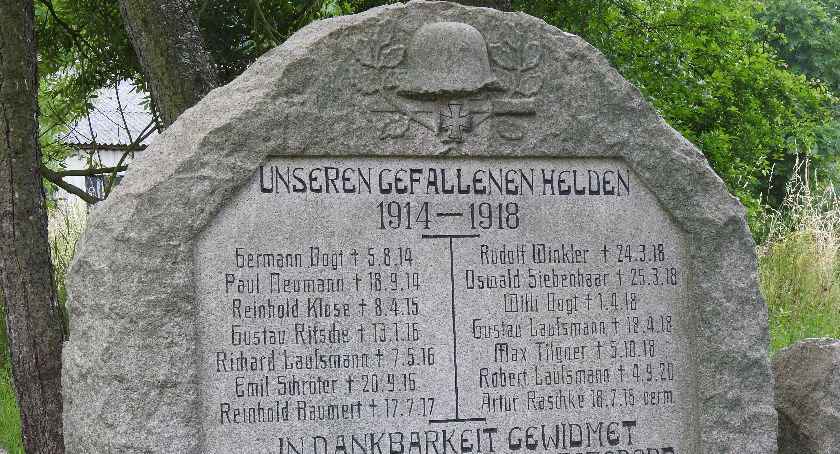 UNSEREN GEFALLENEN HELDEN
1914 — 1918
Germann Vogt † 5.8.14
Paul Neumann † 18.9.14
Reinhold Klose † 8.4.15
Gustav Ritsche † 13.1.16
Richard Laufsmann † 7.5.16
Emil Schröter † 20.9.16
Reinhold Baumert † 17.7.17
Rudolf Winkler † 24.3.18
Oswald Siebenhaar † 25.3.18
Willi Vogt † 1.4.18
Gustav Laufsmann † 18.4.18
Max Tilgner † 5.10.18
Robert Laufsmann † 4.9.20
Artur Raschke 18.7.16 verm.
IN DANKBARKEIT GEWIDMET